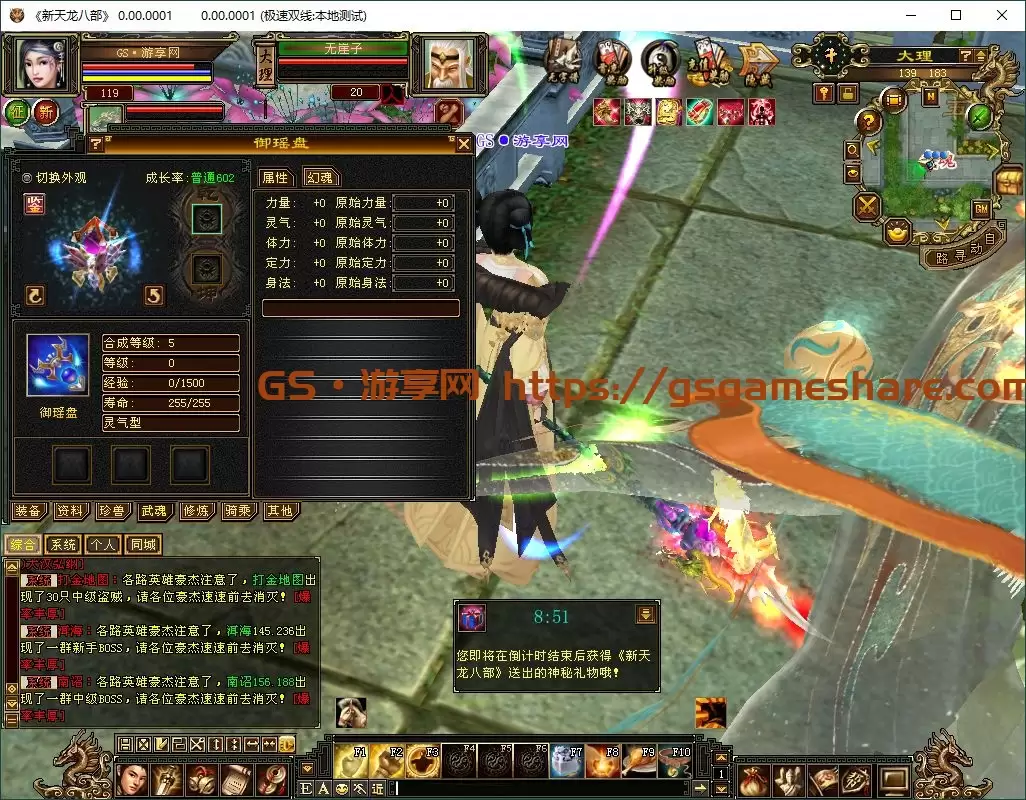 《新天龙八部》 0.00.0001 0.00.0001 (极速双线:本地测试)
GS·游享网
大理
无崖子
大理
119
20
139 183
征
新
N
GM
自动寻路
御瑶盘
GS
游享网
切换外观
成长率:普通602
鉴
属性
幻魂
力量: +0 原始力量: +0
灵气: +0 原始灵气: +0
体力: +0 原始体力: +0
定力: +0 原始定力: +0
身法: +0 原始身法: +0
合成等级: 5
等级: 0
经验: 0/1500
寿命: 255/255
灵气型
御瑶盘
GS·游享网 https://gsgameshare.com
装备 资料 珍兽 武魂 修炼 骑乘 其他
综合 系统 个人 同城
系统 打金地图:各路英雄豪杰注意了,打金地图出
现了30只中级盗贼,请各位豪杰速速前去消灭![爆
率丰厚]
系统 洱海:各路英雄豪杰注意了,洱海145.236出
现了一群新手BOSS,请各位豪杰速速前去消灭![爆
率丰厚]
系统 南诏:各路英雄豪杰注意了,南诏156.188出
现了一群中级BOSS,请各位豪杰速速前去消灭![爆
率丰厚]
8:51
您即将在倒计时结束后获得《新天
龙八部》送出的神秘礼物哦!
F1 F2 F3 F4 F5 F6 F7 F8 F9 F10
1
E A 近